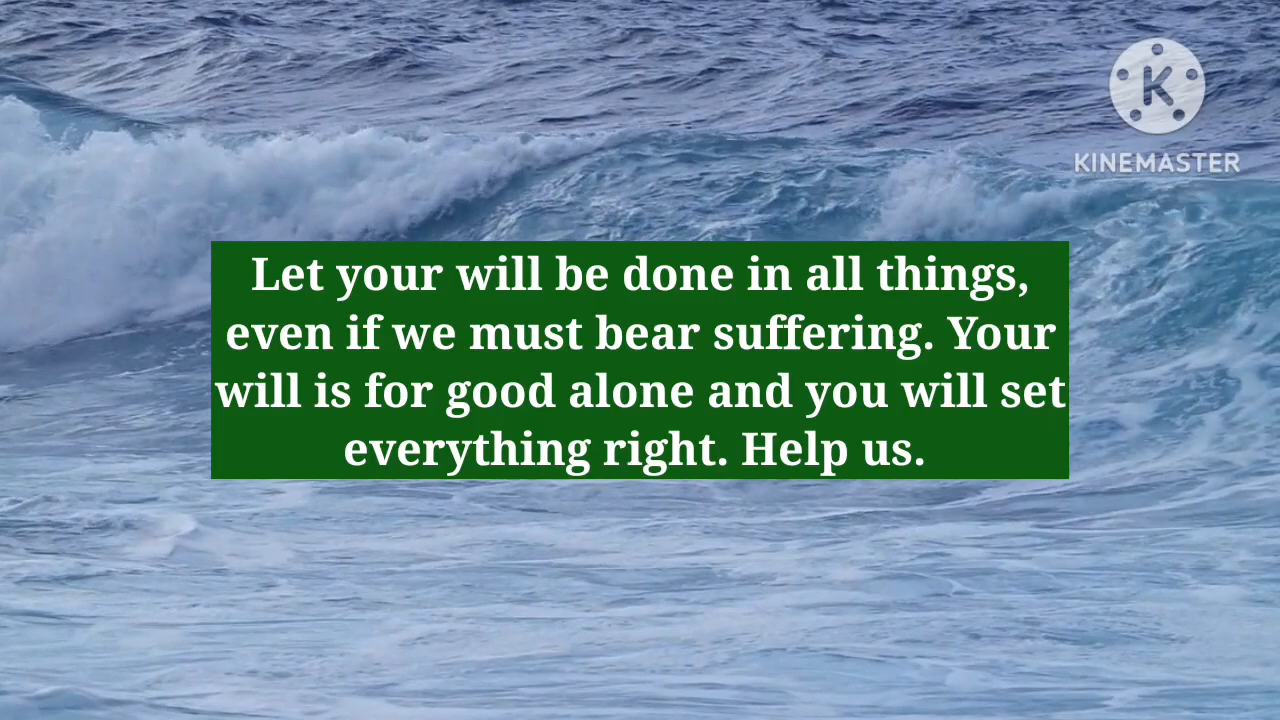 KINEMASTER
Let your will be done in all things,
even if we must bear suffering. Your
will is for good alone and you will set
everything right. Help us.